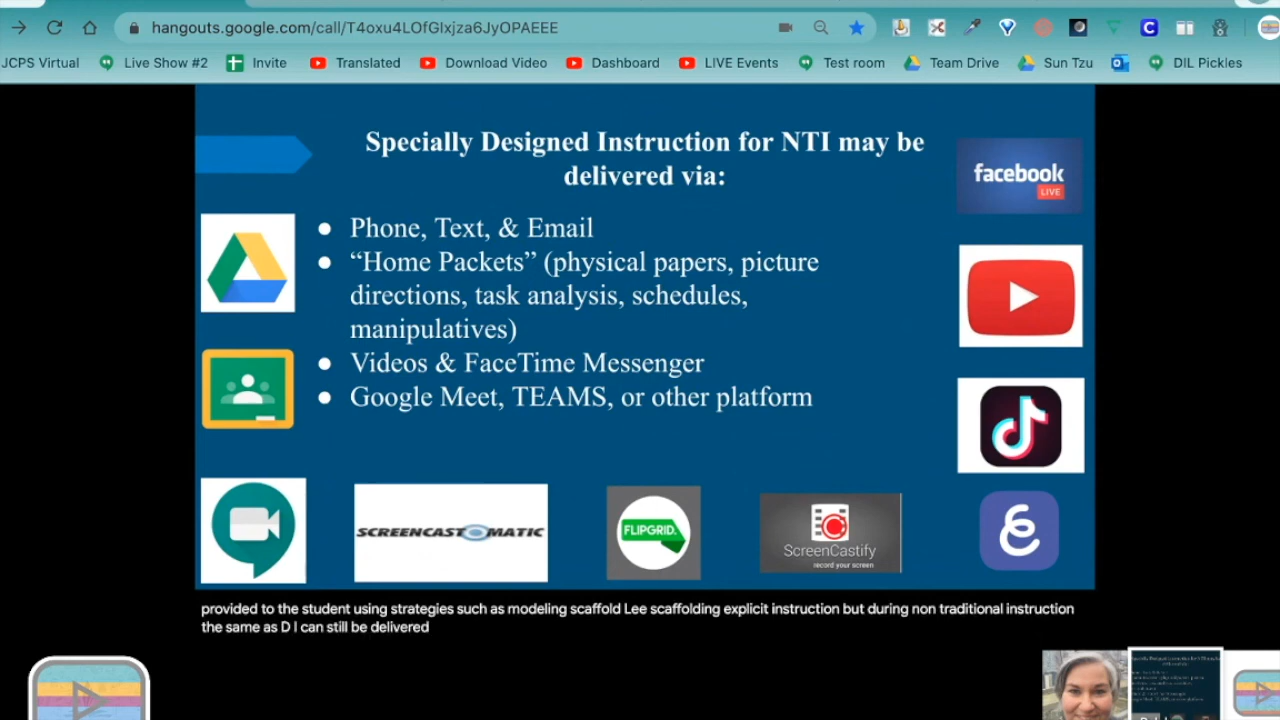 hangouts.google.com/call/T4oxu4LOfGIxjza6JyOPAEEE
JCPS Virtual Live Show #2 Invite Translated Download Video Dashboard LIVE Events Test room Team Drive Sun Tzu DIL Pickles
Specially Designed Instruction for NTI may be
delivered via:
facebook
LIVE
● Phone, Text, & Email
● “Home Packets” (physical papers, picture
directions, task analysis, schedules,
manipulatives)
● Videos & FaceTime Messenger
● Google Meet, TEAMS, or other platform
SCREENCAST-O-MATIC
FLIPGRID.
ScreenCastify
record your screen
provided to the student using strategies such as modeling scaffold Lee scaffolding explicit instruction but during non traditional instruction
the same as D I can still be delivered